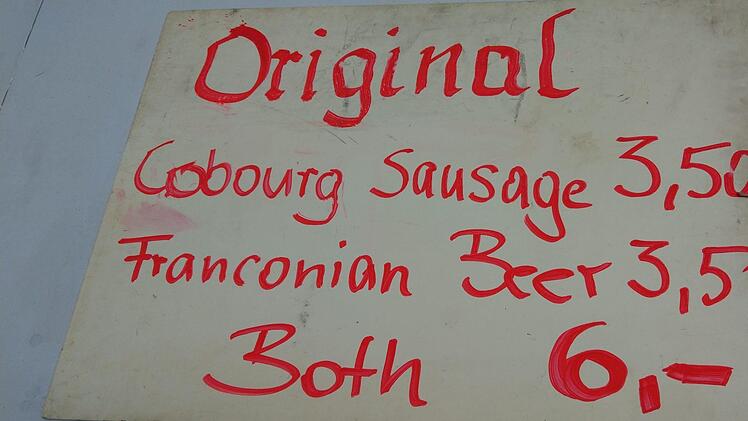 Original
Cobourg Sausage 3,50
Franconian Beer 3,5
Both 6,-